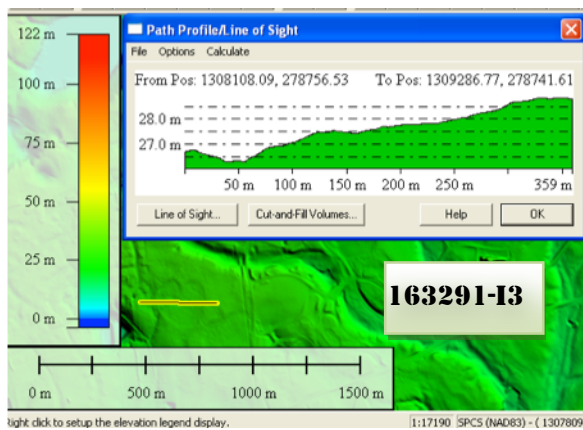 122 m
100 m
75 m
50 m
25 m
0 m
Path Profile/Line of Sight
File Options Calculate
From Pos: 1308108.09, 278756.53 To Pos: 1309286.77, 278741.61
28.0 m
27.0 m
50 m 100 m 150 m 200 m 250 m 359 m
Line of Sight... Cut-and-Fill Volumes... Help OK
163291-I3
0 m 500 m 1000 m 1500 m
Right click to setup the elevation legend display. 1:17190 SPCS (NAD83) - ( 1307809